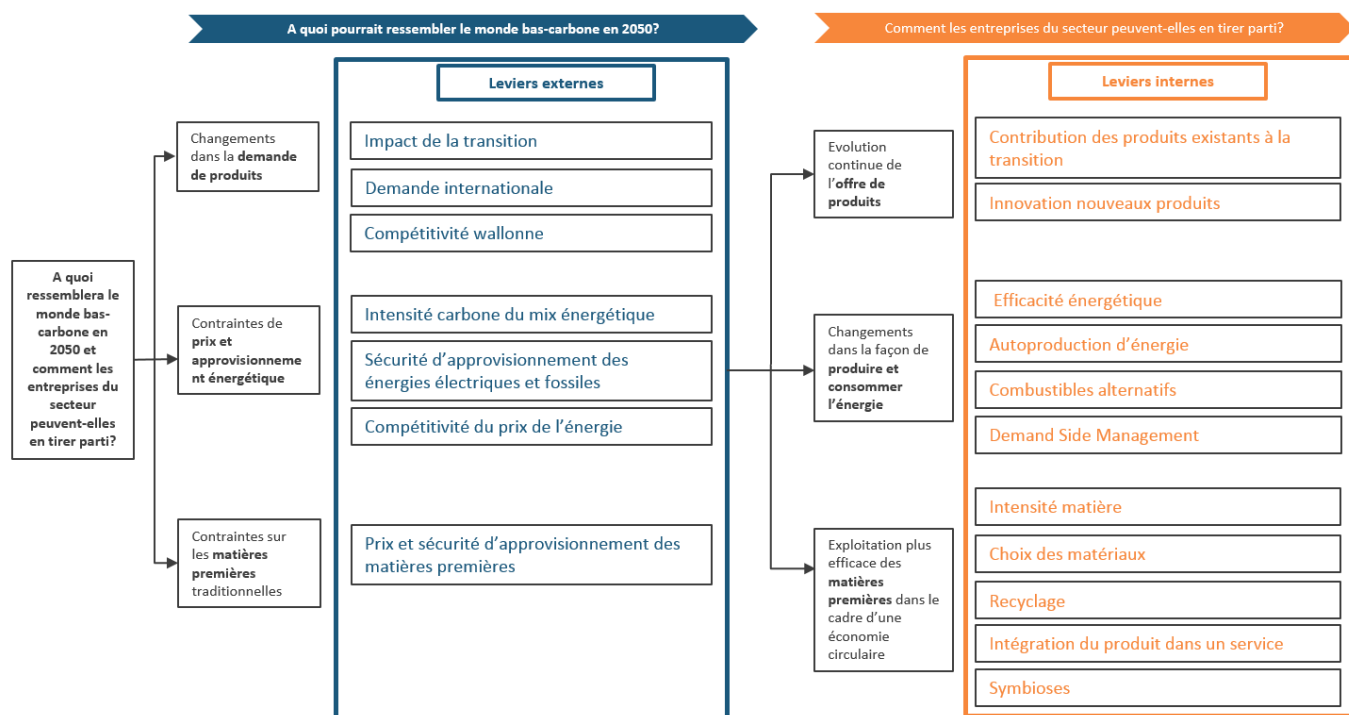 A quoi pourrait ressembler le monde bas-carbone en 2050?
Comment les entreprises du secteur peuvent-elles en tirer parti?
A quoi
ressemblera le
monde bas-
carbone en
2050 et
comment les
entreprises du
secteur
peuvent-elles
en tirer parti?
Changements
dans la demande
de produits
Contraintes de
prix et
approvisionneme
nt énergétique
Contraintes sur
les matières
premières
traditionnelles
Leviers externes
Impact de la transition
Demande internationale
Compétitivité wallonne
Intensité carbone du mix énergétique
Sécurité d’approvisionnement des
énergies électriques et fossiles
Compétitivité du prix de l’énergie
Prix et sécurité d’approvisionnement des
matières premières
Evolution
continue de
l’offre de
produits
Changements
dans la façon de
produire et
consommer
l’énergie
Exploitation plus
efficace des
matières
premières dans le
cadre d’une
économie
circulaire
Leviers internes
Contribution des produits existants à la
transition
Innovation nouveaux produits
Efficacité énergétique
Autoproduction d’énergie
Combustibles alternatifs
Demand Side Management
Intensité matière
Choix des matériaux
Recyclage
Intégration du produit dans un service
Symbioses